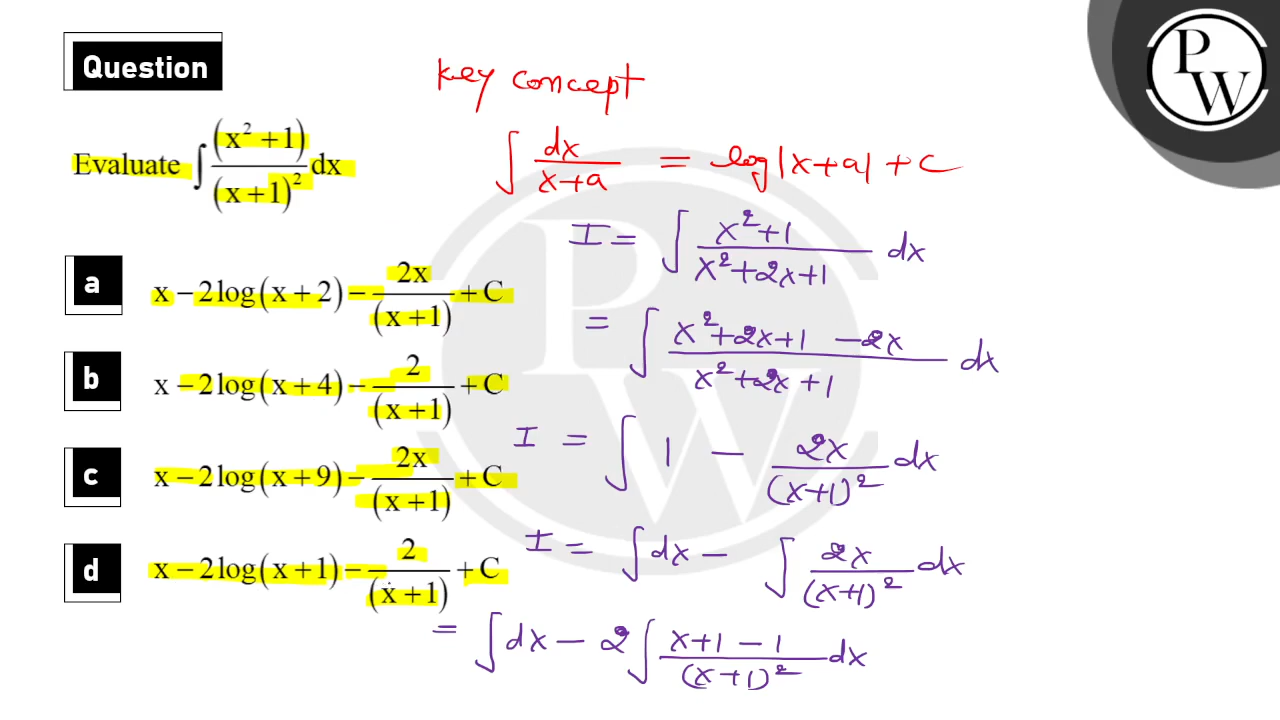 Question
Evaluate ∫ (x² + 1)/(x + 1)² dx
a x − 2log(x + 2) − 2x/(x + 1) + C
b x − 2log(x + 4) − 2/(x + 1) + C
c x − 2log(x + 9) − 2x/(x + 1) + C
d x − 2log(x + 1) − 2/(x + 1) + C
key concept
∫ dx/(x+a) = log|x+a| + C
I = ∫ (x²+1)/(x²+2x+1) dx
= ∫ (x²+2x+1 −2x)/(x²+2x+1) dx
I = ∫ 1 − 2x/(x+1)² dx
I = ∫ dx − ∫ 2x/(x+1)² dx
= ∫ dx − 2 ∫ (x+1 − 1)/(x+1)² dx
PW
PW